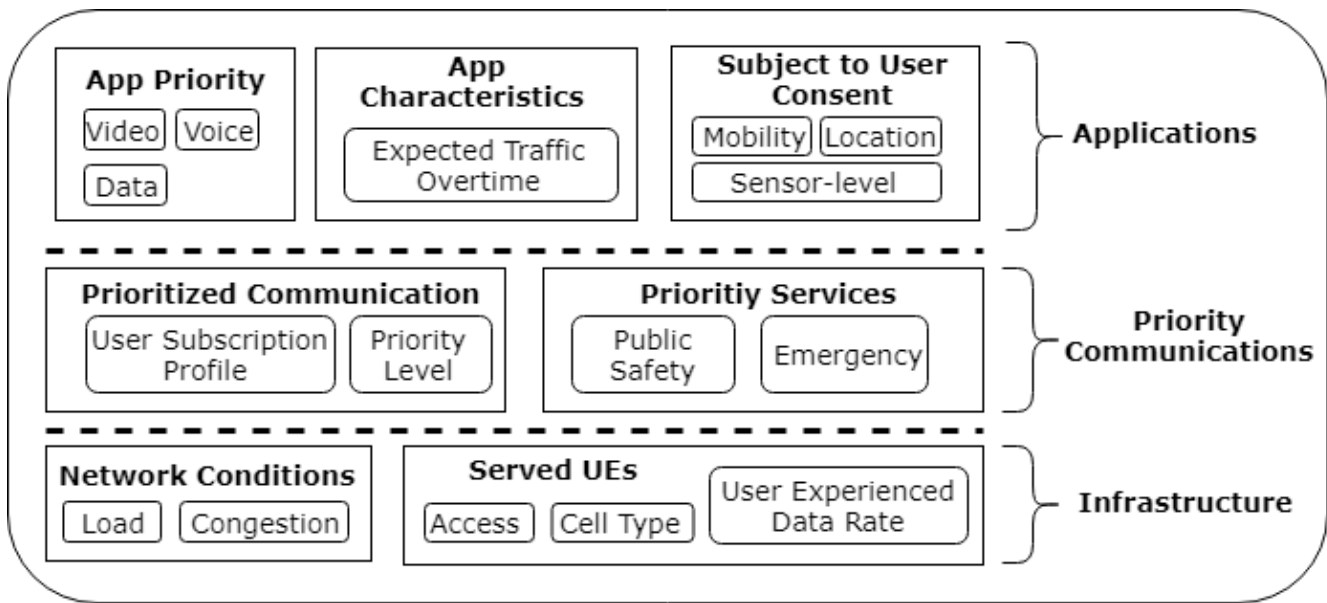 App Priority
Video
Voice
Data
App
Characteristics
Expected Traffic
Overtime
Subject to User
Consent
Mobility
Location
Sensor-level
Applications
Prioritized Communication
User Subscription
Profile
Priority
Level
Prioritiy Services
Public
Safety
Emergency
Priority
Communications
Network Conditions
Load
Congestion
Served UEs
Access
Cell Type
User Experienced
Data Rate
Infrastructure